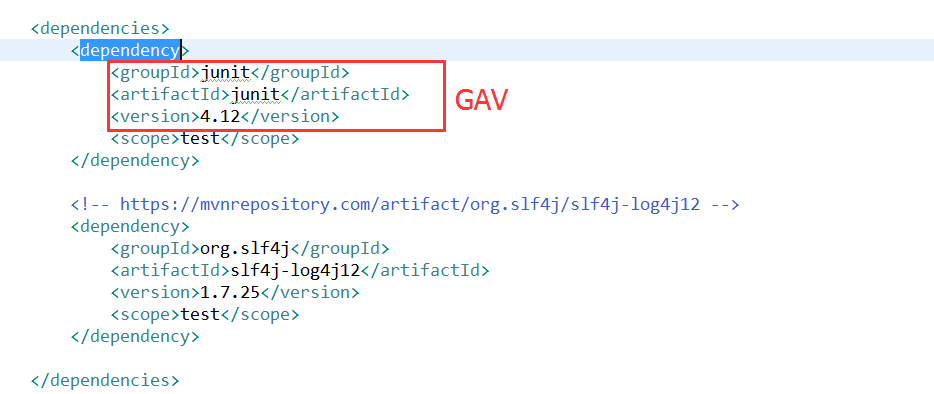 <dependencies>
<dependency>
<groupId>junit</groupId>
<artifactId>junit</artifactId>
<version>4.12</version>
GAV
<scope>test</scope>
</dependency>
<!-- https://mvnrepository.com/artifact/org.slf4j/slf4j-log4j12 -->
<dependency>
<groupId>org.slf4j</groupId>
<artifactId>slf4j-log4j12</artifactId>
<version>1.7.25</version>
<scope>test</scope>
</dependency>
</dependencies>